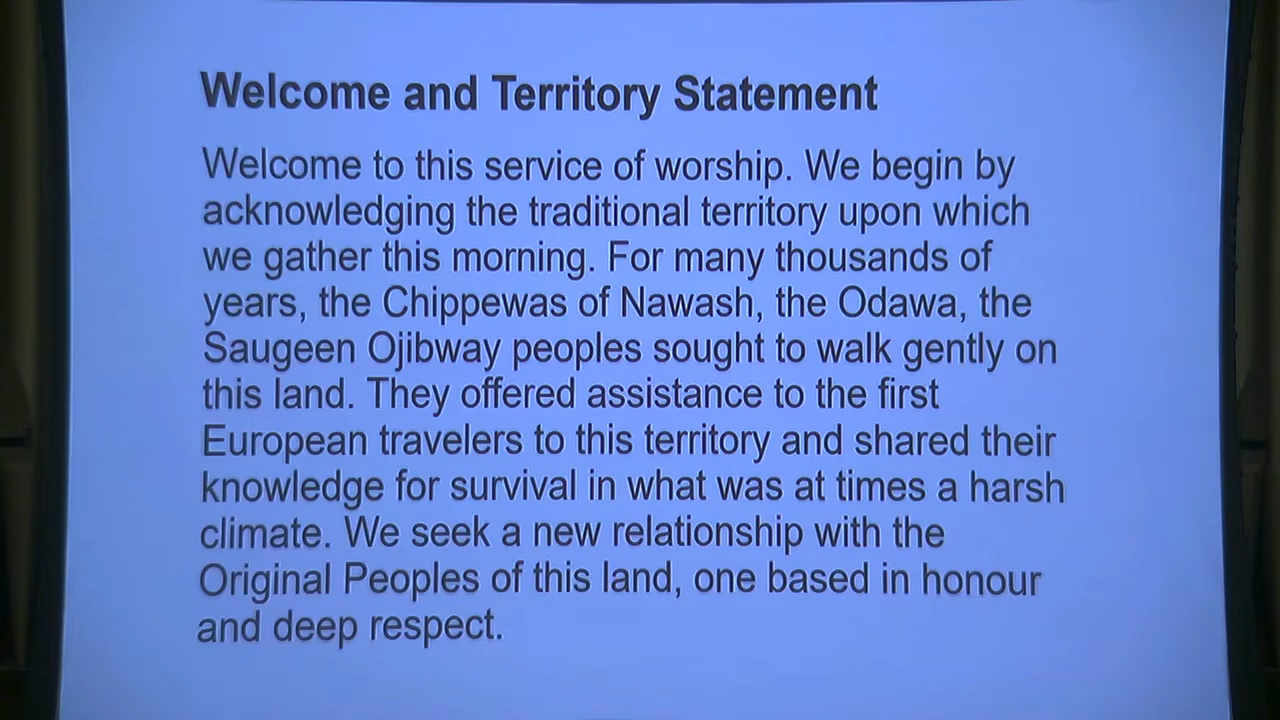 Welcome and Territory Statement
Welcome to this service of worship. We begin by
acknowledging the traditional territory upon which
we gather this morning. For many thousands of
years, the Chippewas of Nawash, the Odawa, the
Saugeen Ojibway peoples sought to walk gently on
this land. They offered assistance to the first
European travelers to this territory and shared their
knowledge for survival in what was at times a harsh
climate. We seek a new relationship with the
Original Peoples of this land, one based in honour
and deep respect.